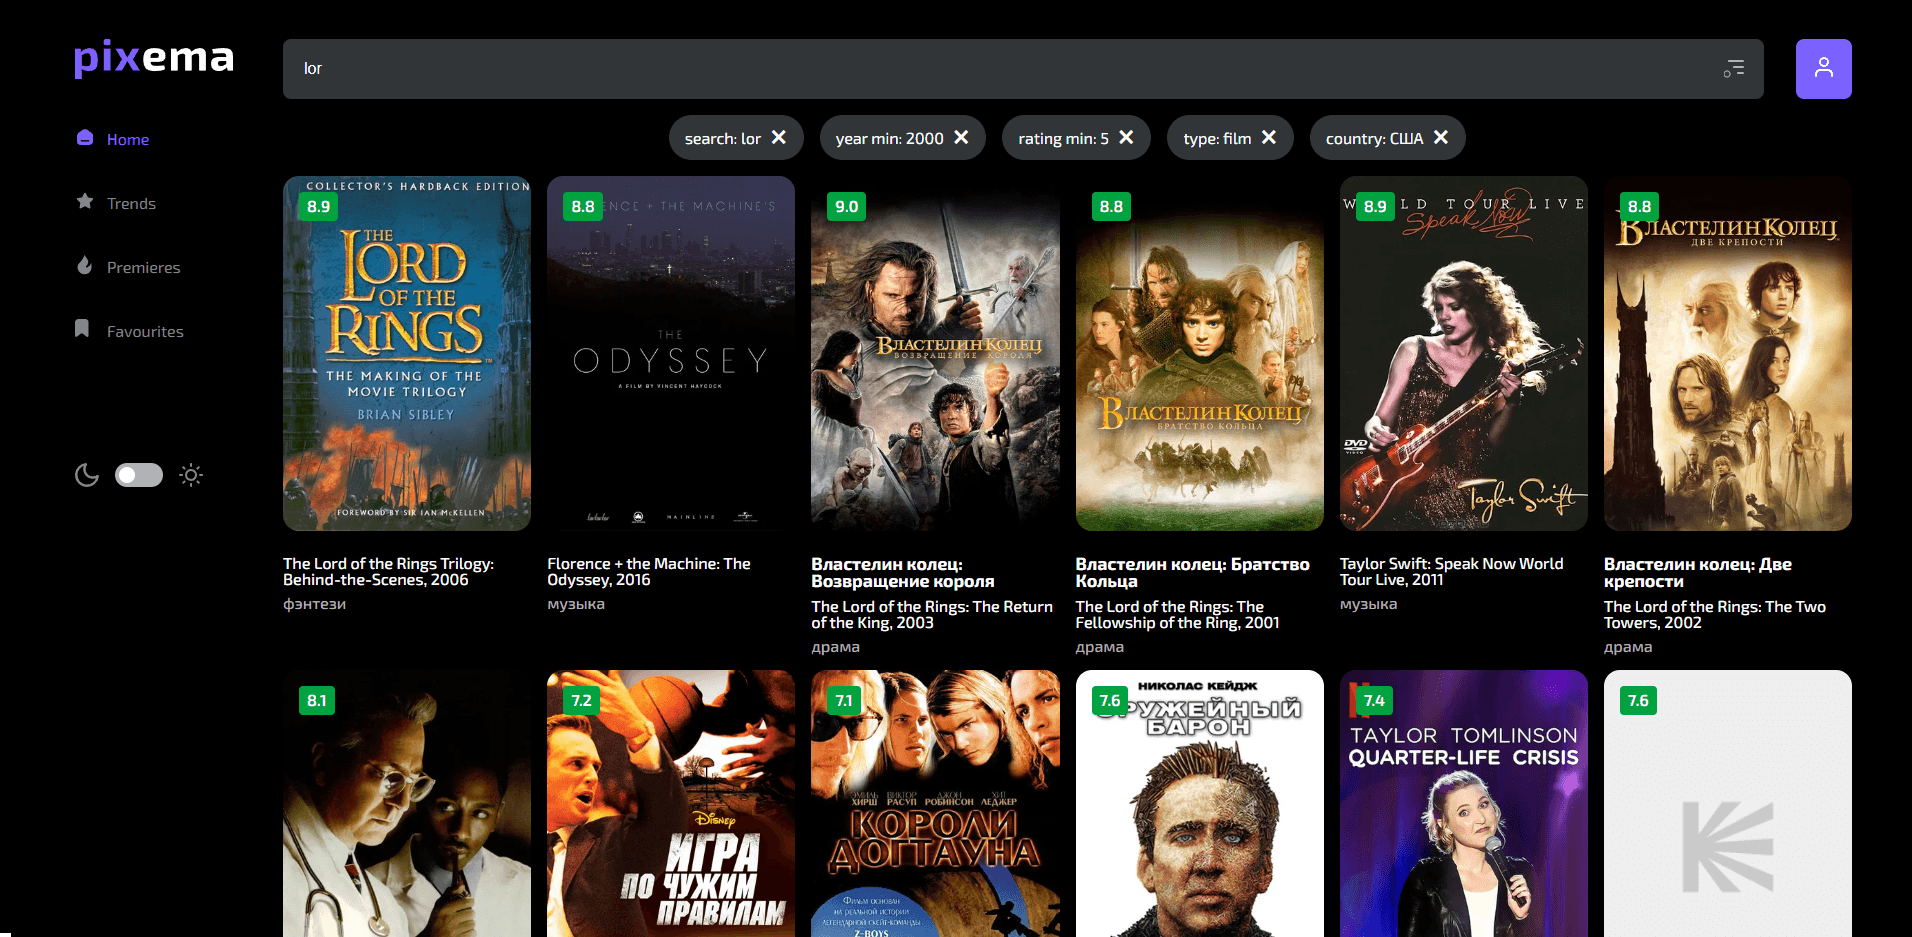 pixema
lor
search: lor
year min: 2000
rating min: 5
type: film
country: США
Home
Trends
Premieres
Favourites
COLLECTOR'S HARDBACK EDITION
8.9
THE
LORD
OF THE
RINGS
THE MAKING OF THE
MOVIE TRILOGY
BRIAN SIBLEY
FOREWORD BY SIR IAN McKELLEN
The Lord of the Rings Trilogy:
Behind-the-Scenes, 2006
фэнтези
8.8
ENCE + THE MACHINE'S
THE
ODYSSEY
A FILM BY VINCENT HAYCOCK
MAINLINE
Florence + the Machine: The
Odyssey, 2016
музыка
9.0
ВЛАСТЕЛИН КОЛЕЦ
ВОЗВРАЩЕНИЕ КОРОЛЯ
Властелин колец:
Возвращение короля
The Lord of the Rings: The Return
of the King, 2003
драма
8.8
ВЛАСТЕЛИН КОЛЕЦ
БРАТСТВО КОЛЬЦА
Властелин колец: Братство
Кольца
The Lord of the Rings: The
Fellowship of the Ring, 2001
драма
8.9
W LD TOUR LIVE
Speak Now
DVD
VIDEO
Taylor Swift
Taylor Swift: Speak Now World
Tour Live, 2011
музыка
8.8
ВЛАСТЕЛИН КОЛЕЦ
ДВЕ КРЕПОСТИ
Властелин колец: Две
крепости
The Lord of the Rings: The Two
Towers, 2002
драма
8.1
7.2
Disney
ИГРА
ПО ЧУЖИМ
ПРАВИЛАМ
7.1
ЭМИЛЬ ВИКТОР ДЖОН ХИТ
ХИРШ РАСУП РОБИНСОН ЛЕДЖЕР
КОРОЛИ
ДОГТАУНА
ФИЛЬМ ОСНОВАН
НА РЕАЛЬНОЙ ИСТОРИИ
ЛЕГЕНДАРНОЙ СКЕЙТ-КОМАНДЫ
Z-BOYS
НИКОЛАС КЕЙДЖ
7.6
РУЖЕЙНЫЙ
БАРОН
7.4
TAYLOR TOMLINSON
QUARTER-LIFE CRISIS
7.6